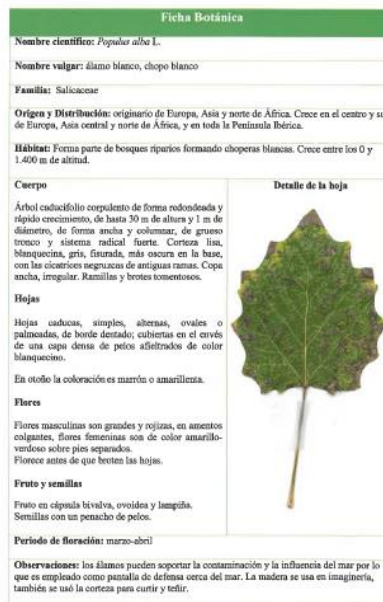 Ficha Botánica
Nombre científico: Populus alba L.
Nombre vulgar: álamo blanco, chopo blanco
Familia: Salicaceae
Origen y Distribución: originario de Europa, Asia y norte de África. Crece en el centro y su
de Europa, Asia central y norte de África, y en toda la Península Ibérica.
Hábitat: Forma parte de bosques riparios formando choperas blancas. Crece entre los 0 y
1.400 m de altitud.
Cuerpo
Árbol caducifolio corpulento de forma redondeada y
rápido crecimiento, de hasta 30 m de altura y 1 m de
diámetro, de forma ancha y columnar, de grueso
tronco y sistema radical fuerte. Corteza lisa,
blanquecina, gris, fisurada, más oscura en la base,
con las cicatrices negruzcas de antiguas ramas. Copa
ancha, irregular. Ramillas y brotes tomentosos.
Hojas
Hojas caducas, simples, alternas, ovales o
palmeadas, de borde dentado; cubiertas en el envés
de una capa densa de pelos afieltrados de color
blanquecino.
En otoño la coloración es marrón o amarillenta.
Flores
Flores masculinas son grandes y rojizas, en amentos
colgantes, flores femeninas son de color amarillo-
verdoso sobre pies separados.
Florece antes de que broten las hojas.
Fruto y semillas
Fruto en cápsula bivalva, ovoidea y lampiña.
Semillas con un penacho de pelos.
Detalle de la hoja
Periodo de floración: marzo-abril
Observaciones: los álamos pueden soportar la contaminación y la influencia del mar por lo
que es empleado como pantalla de defensa cerca del mar. La madera se usa en imaginería,
también se usó la corteza para curtir y teñir.